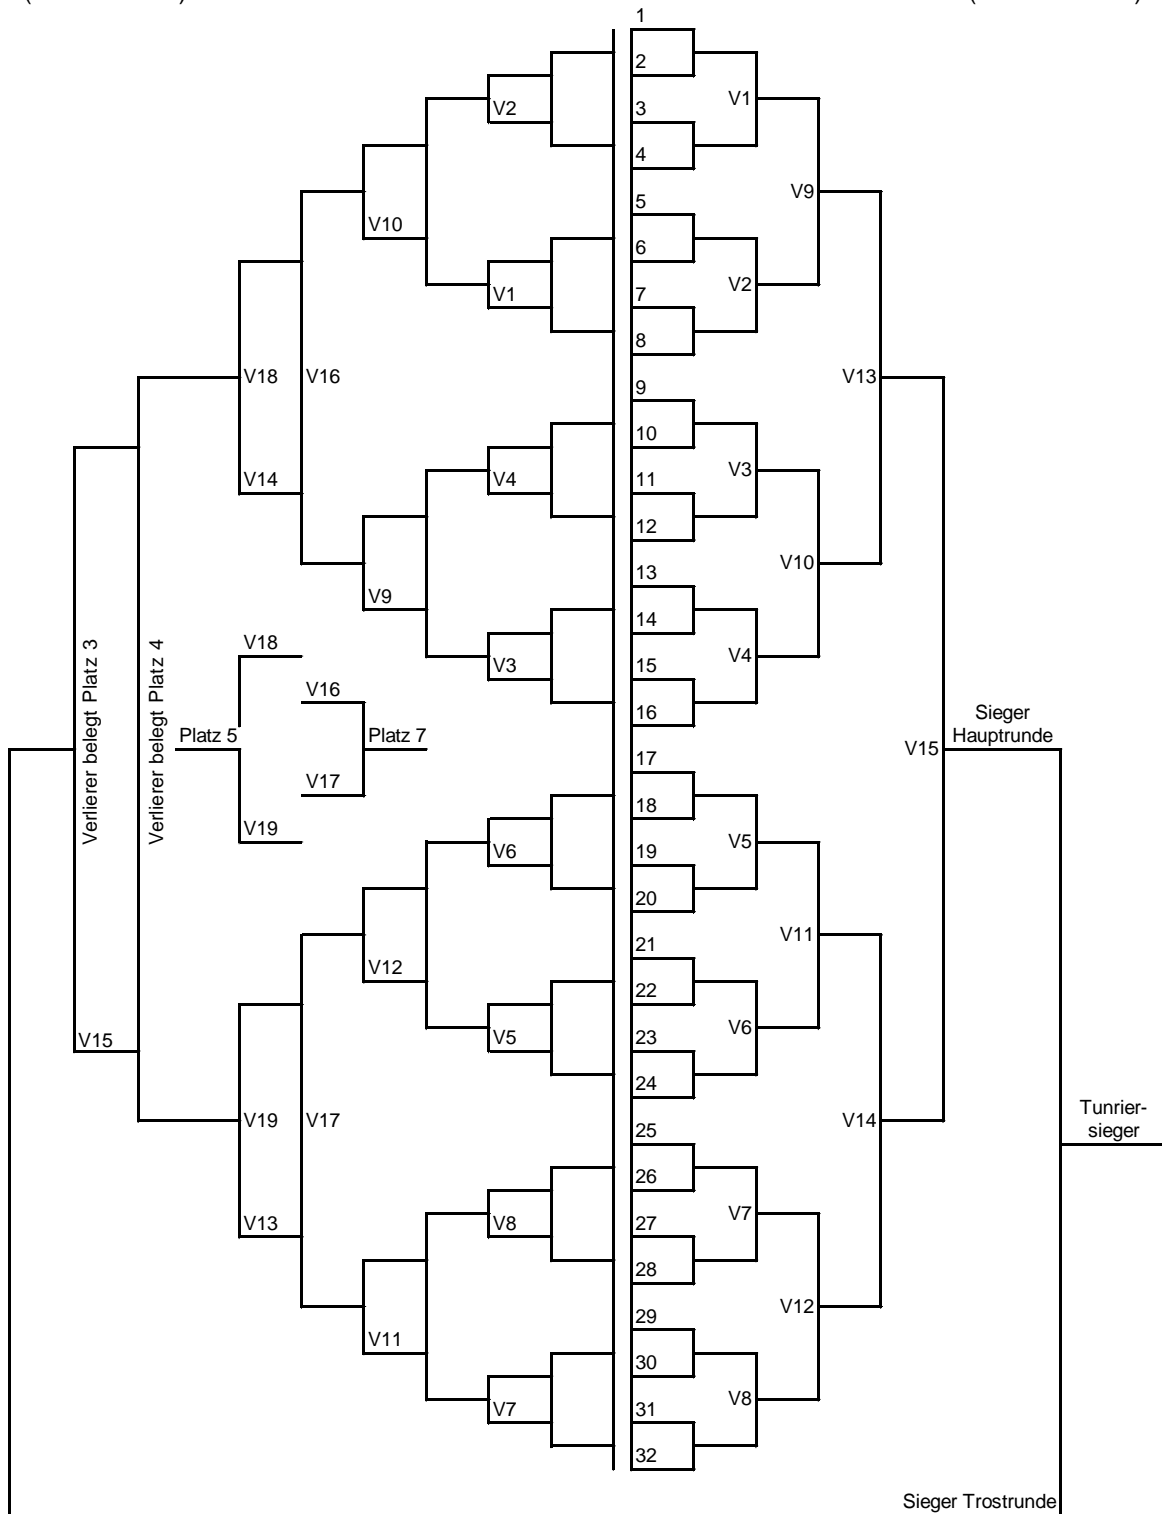 1
2
V1
V2
3
4
5
V9
V10
6
V2
V1
7
8
9
V18
V16
V13
10
V3
V4
V14
11
12
V10
13
V9
14
V18
V3
V4
15
V16
16
Verlierer belegt Platz 3
Verlierer belegt Platz 4
Sieger
Hauptrunde
Platz 5
Platz 7
V15
17
V17
18
V19
V6
V5
19
20
V11
21
V12
22
V15
V5
V6
23
24
V19
V17
V14
25
Tunrier-
sieger
26
V13
V8
V7
27
28
V12
29
V11
30
V7
V8
31
32
Sieger Trostrunde